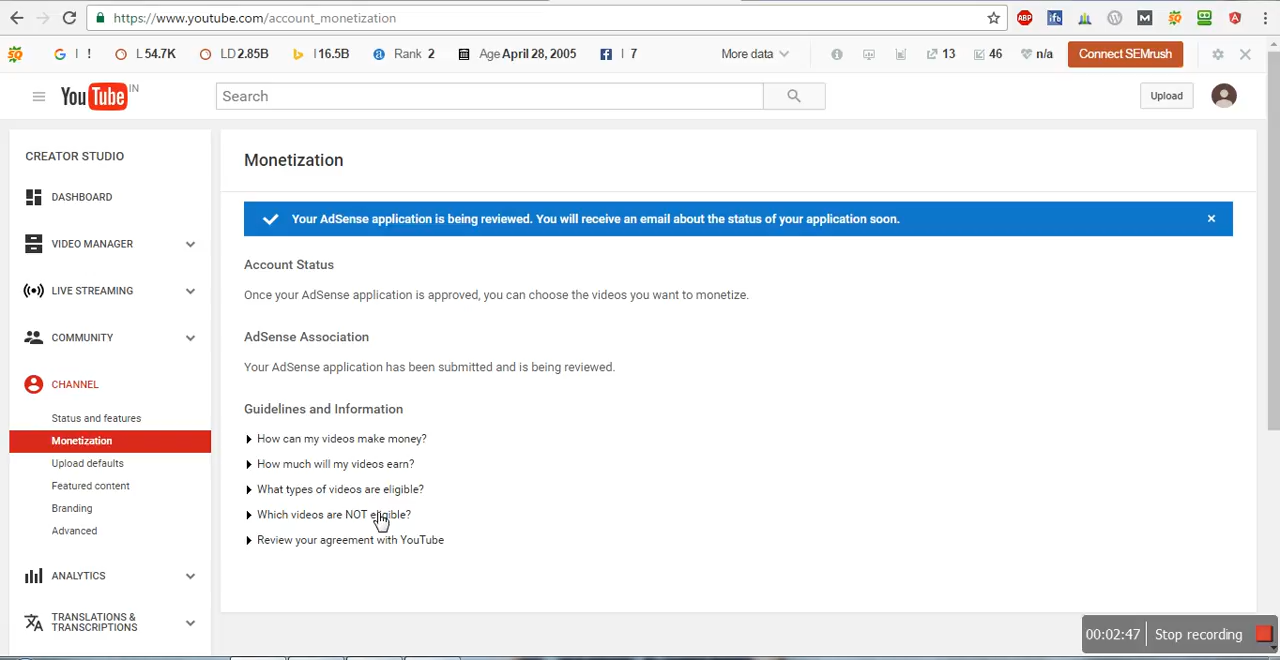 https://www.youtube.com/account_monetization
ABP
ifb
M
SQ
SQ
G I !
L 54.7K
LD 2.85B
b I 16.5B
Rank 2
Age April 28, 2005
f I 7
More data
13
46
n/a
Connect SEMrush
YouTube IN
Search
Upload
CREATOR STUDIO
DASHBOARD
VIDEO MANAGER
LIVE STREAMING
COMMUNITY
CHANNEL
Status and features
Monetization
Upload defaults
Featured content
Branding
Advanced
ANALYTICS
TRANSLATIONS &
TRANSCRIPTIONS
Monetization
Your AdSense application is being reviewed. You will receive an email about the status of your application soon.
Account Status
Once your AdSense application is approved, you can choose the videos you want to monetize.
AdSense Association
Your AdSense application has been submitted and is being reviewed.
Guidelines and Information
How can my videos make money?
How much will my videos earn?
What types of videos are eligible?
Which videos are NOT eligible?
Review your agreement with YouTube
00:02:47 Stop recording